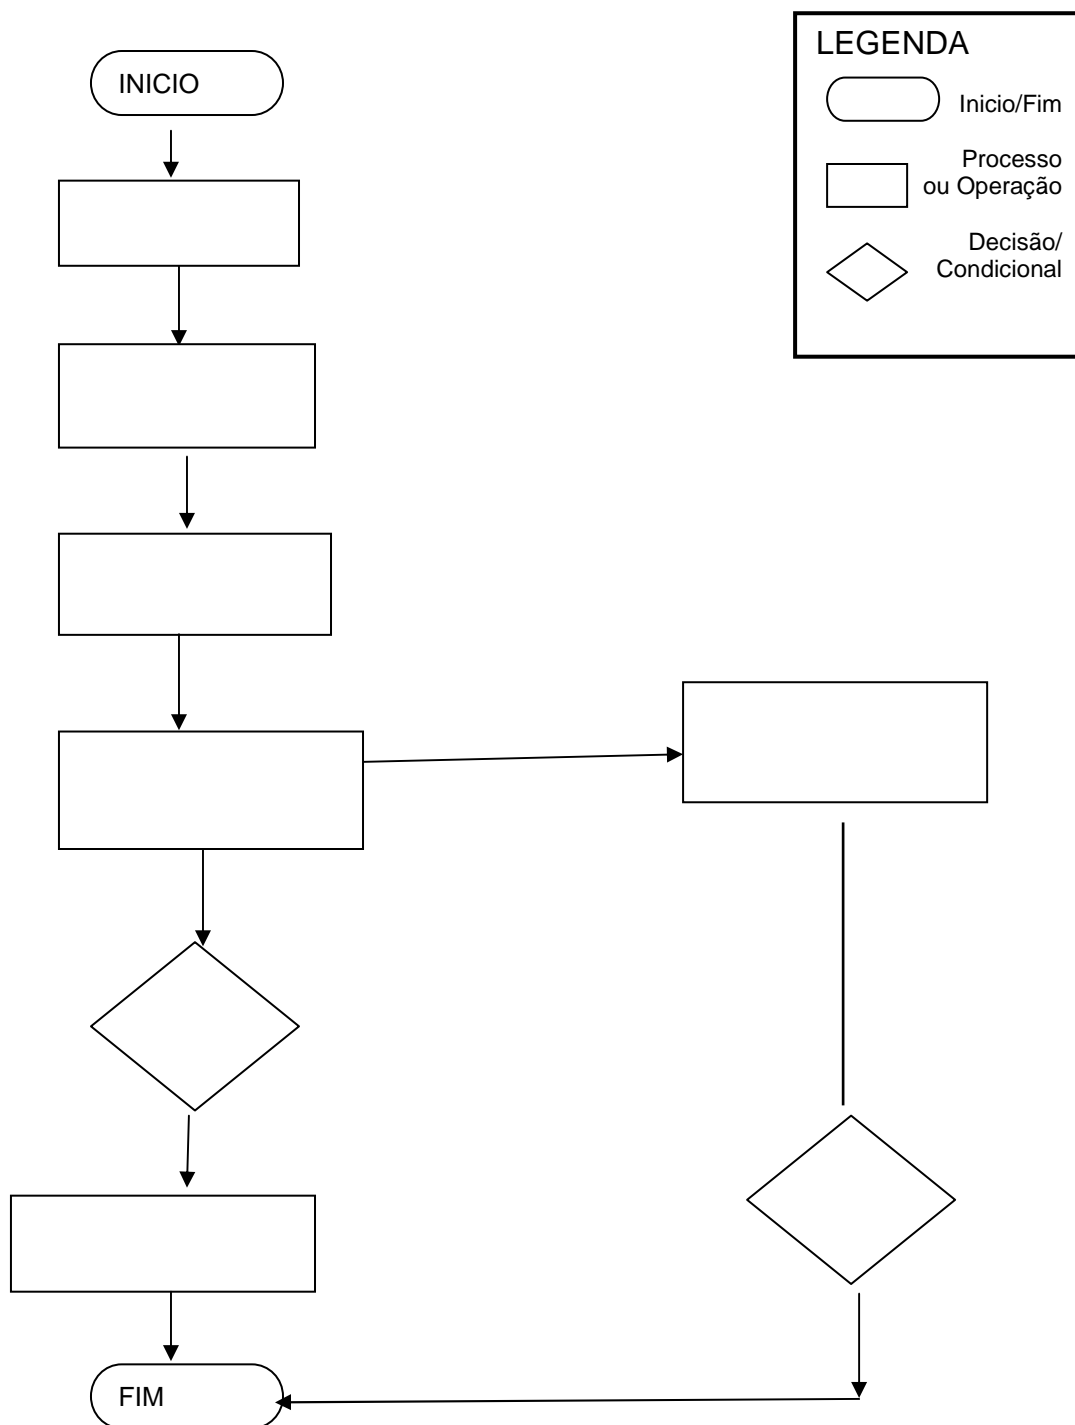 INICIO
LEGENDA
Inicio/Fim
Processo
ou Operação
Decisão/
Condicional
FIM